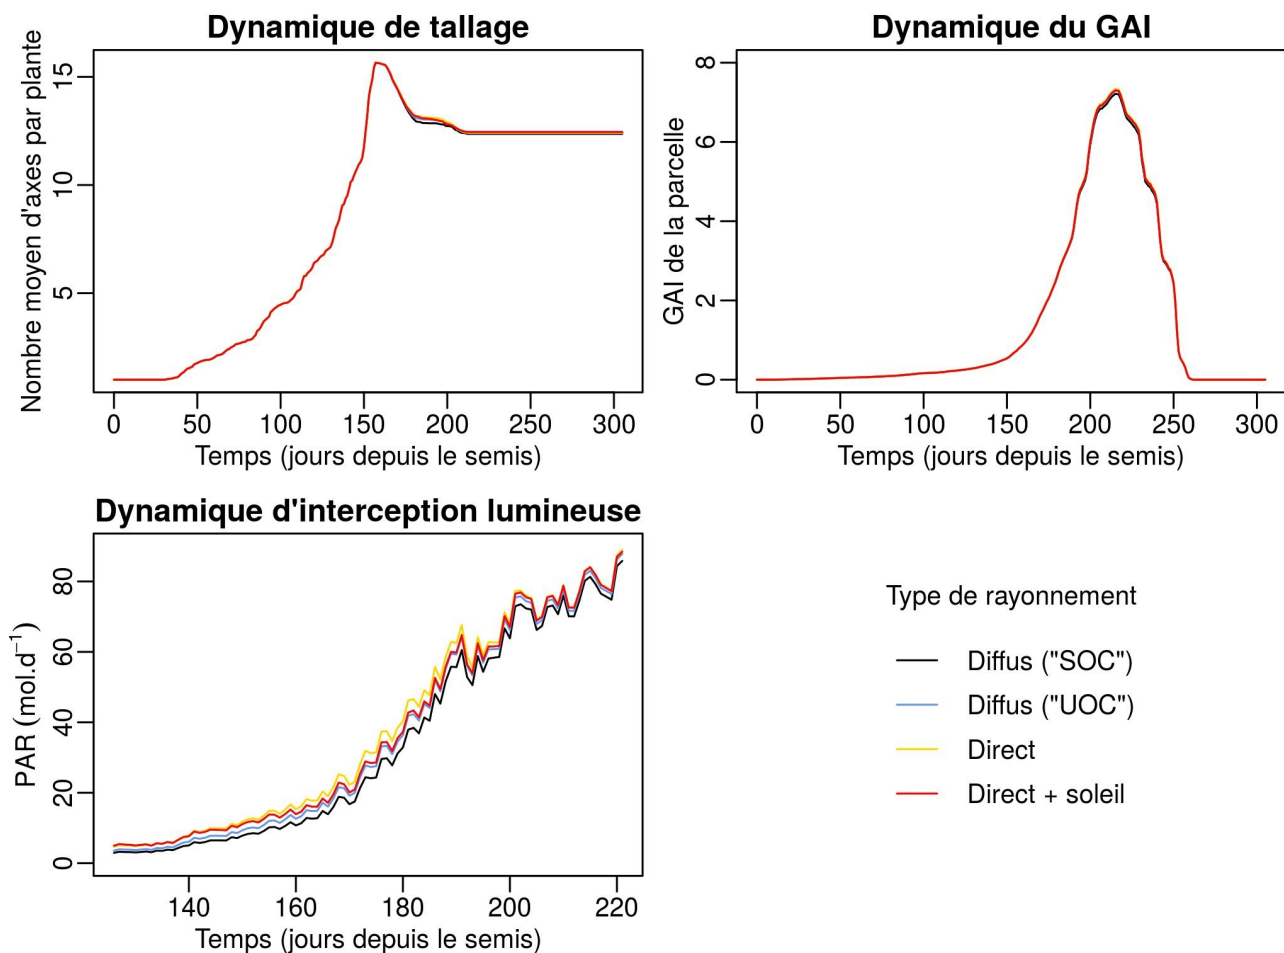 Dynamique de tallage
Nombre moyen d'axes par plante
15
10
5
0 50 100 150 200 250 300
Temps (jours depuis le semis)
Dynamique du GAI
GAI de la parcelle
8
6
4
2
0
0 50 100 150 200 250 300
Temps (jours depuis le semis)
Dynamique d'interception lumineuse
PAR (mol.d⁻¹)
80
60
40
20
0
140 160 180 200 220
Temps (jours depuis le semis)
Type de rayonnement
Diffus ("SOC")
Diffus ("UOC")
Direct
Direct + soleil